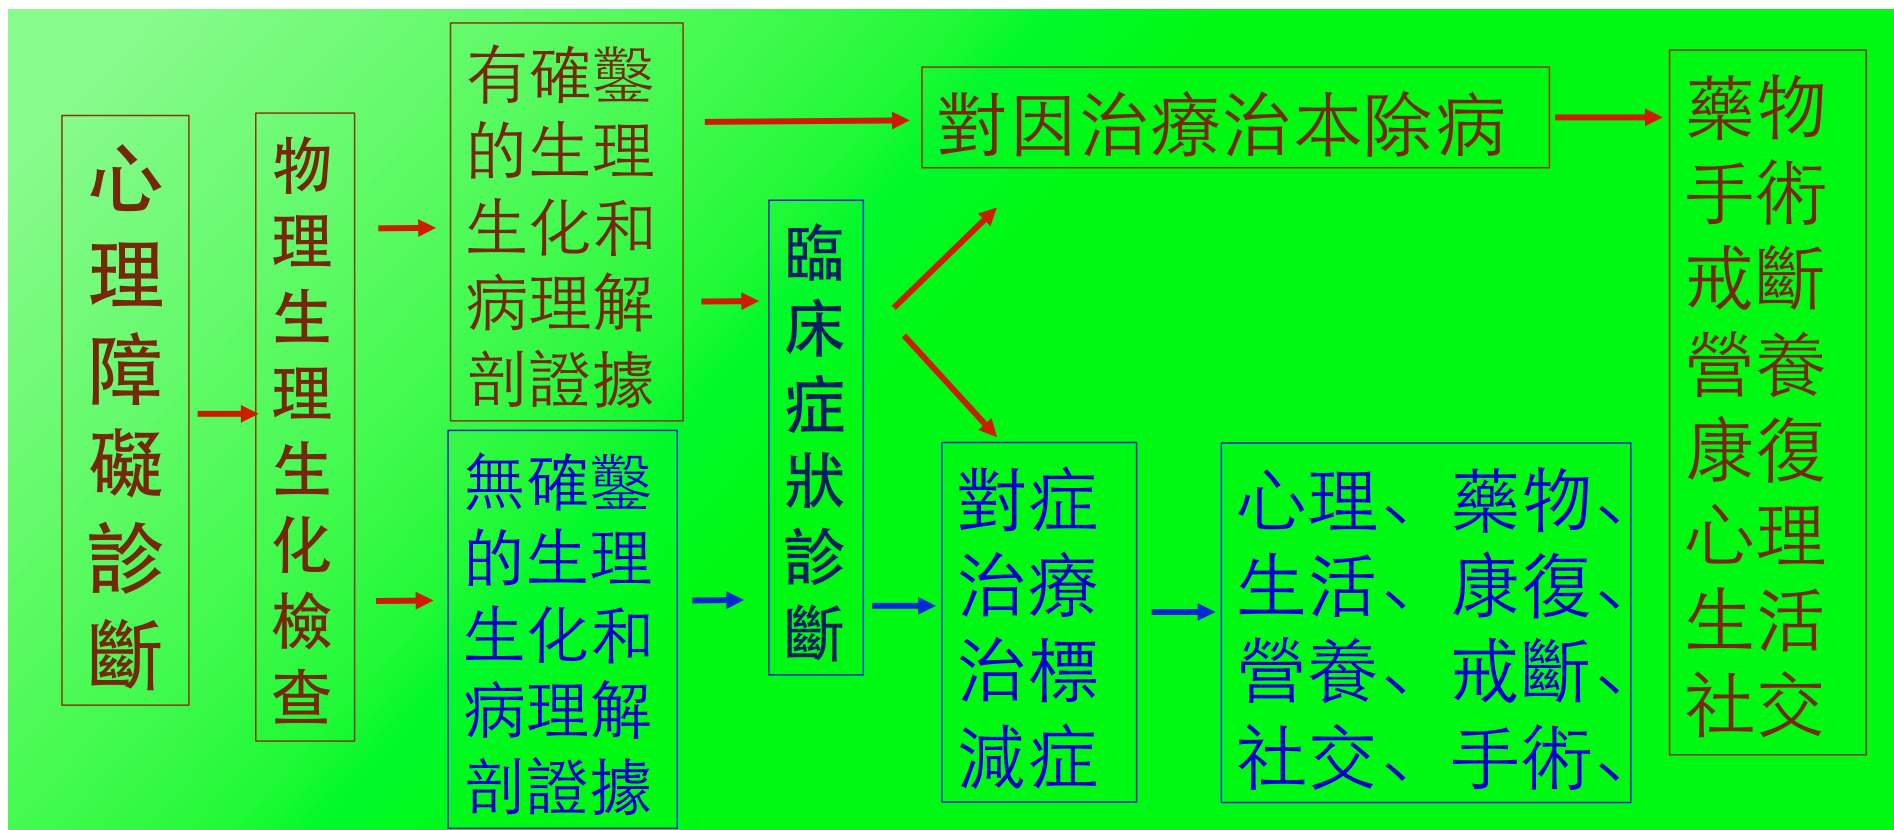 心理障礙診斷
物理生理生化檢查
有確鑿
的生理
生化和
病理解
剖證據
無確鑿
的生理
生化和
病理解
剖證據
臨床症狀診斷
對因治療治本除病
對症
治療
治標
減症
心理、藥物、
生活、康復、
營養、戒斷、
社交、手術、
藥物
手術
戒斷
營養
康復
心理
生活
社交